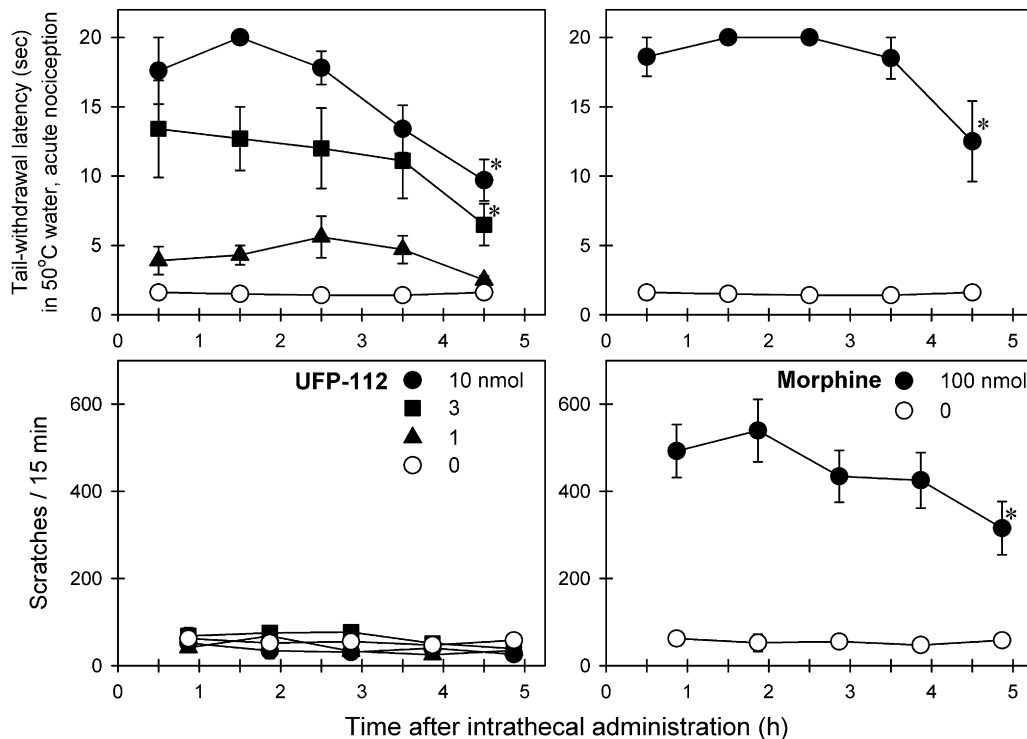 Tail-withdrawal latency (sec)
in 50°C water, acute nociception
20
15
10
5
0
*
*
0 1 2 3 4 5
20
15
10
5
0
*
0 1 2 3 4 5
Scratches / 15 min
600
400
200
0
UFP-112 10 nmol
3
1
0
0 1 2 3 4 5
600
400
200
0
Morphine 100 nmol
0
*
0 1 2 3 4 5
Time after intrathecal administration (h)